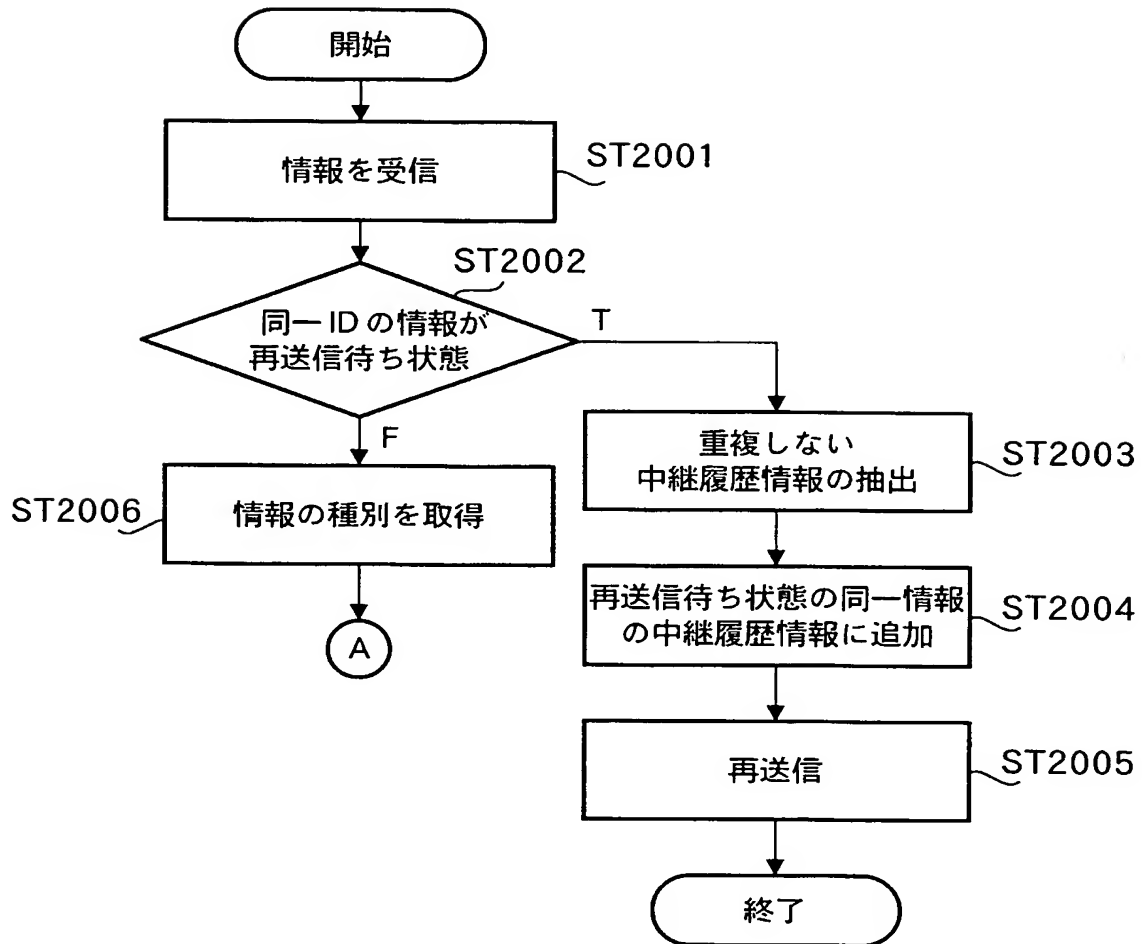 開始
情報を受信
ST2001
ST2002
同一IDの情報が
再送信待ち状態
T
F
重複しない
中継履歴情報の抽出
ST2003
ST2006
情報の種別を取得
再送信待ち状態の同一情報
の中継履歴情報に追加
ST2004
A
再送信
ST2005
終了